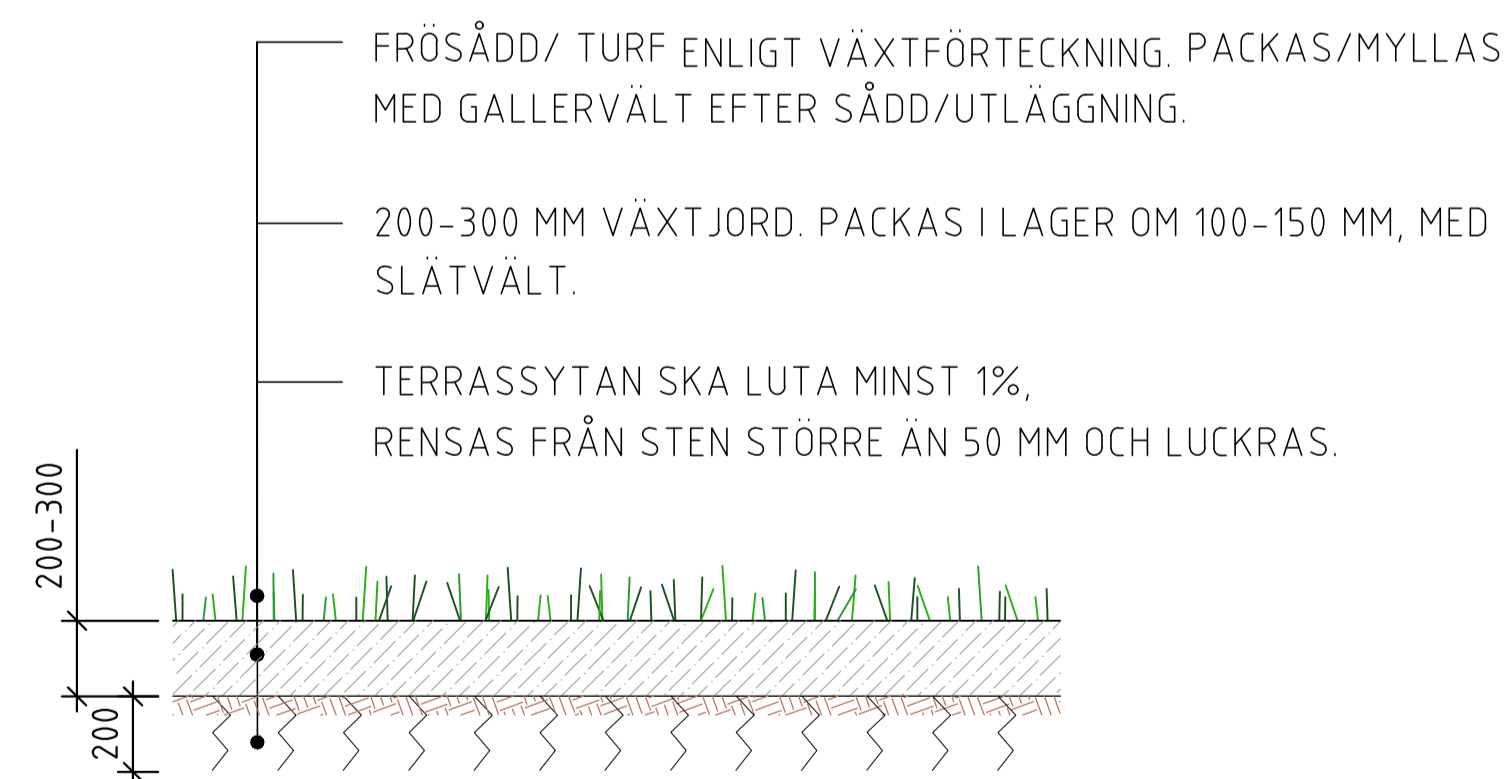 FRÖSÅDD/ TURF ENLIGT VÄXTFÖRTECKNING. PACKAS/MYLLAS
MED GALLERVÄLT EFTER SÅDD/UTLÄGGNING.
200-300 MM VÄXTJORD. PACKAS I LAGER OM 100-150 MM, MED
SLÄTVÄLT.
TERRASSYTAN SKA LUTA MINST 1%,
RENSAS FRÅN STEN STÖRRE ÄN 50 MM OCH LUCKRAS.
200-300
200